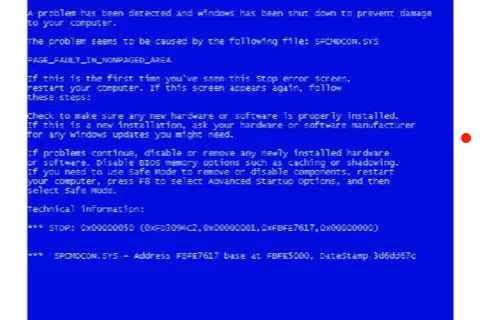 A problem has been detected and windows has been shut down to prevent damage
to your computer.
The problem seems to be caused by the following file: SPCMDCON.SYS
PAGE_FAULT_IN_NONPAGED_AREA
If this is the first time you've seen this Stop error screen,
restart your computer. If this screen appears again, follow
these steps:
Check to make sure any new hardware or software is properly installed.
If this is a new installation, ask your hardware or software manufacturer
for any windows updates you might need.
If problems continue, disable or remove any newly installed hardware
or software. Disable BIOS memory options such as caching or shadowing.
If you need to use Safe Mode to remove or disable components, restart
your computer, press F8 to select Advanced Startup Options, and then
select Safe Mode.
Technical information:
*** STOP: 0x00000050 (0xFD3094C2,0x00000001,0xFBFE7617,0x00000000)
*** SPCMDCON.SYS - Address FBFE7617 base at FBFE5000, DateStamp 3d6dd67c